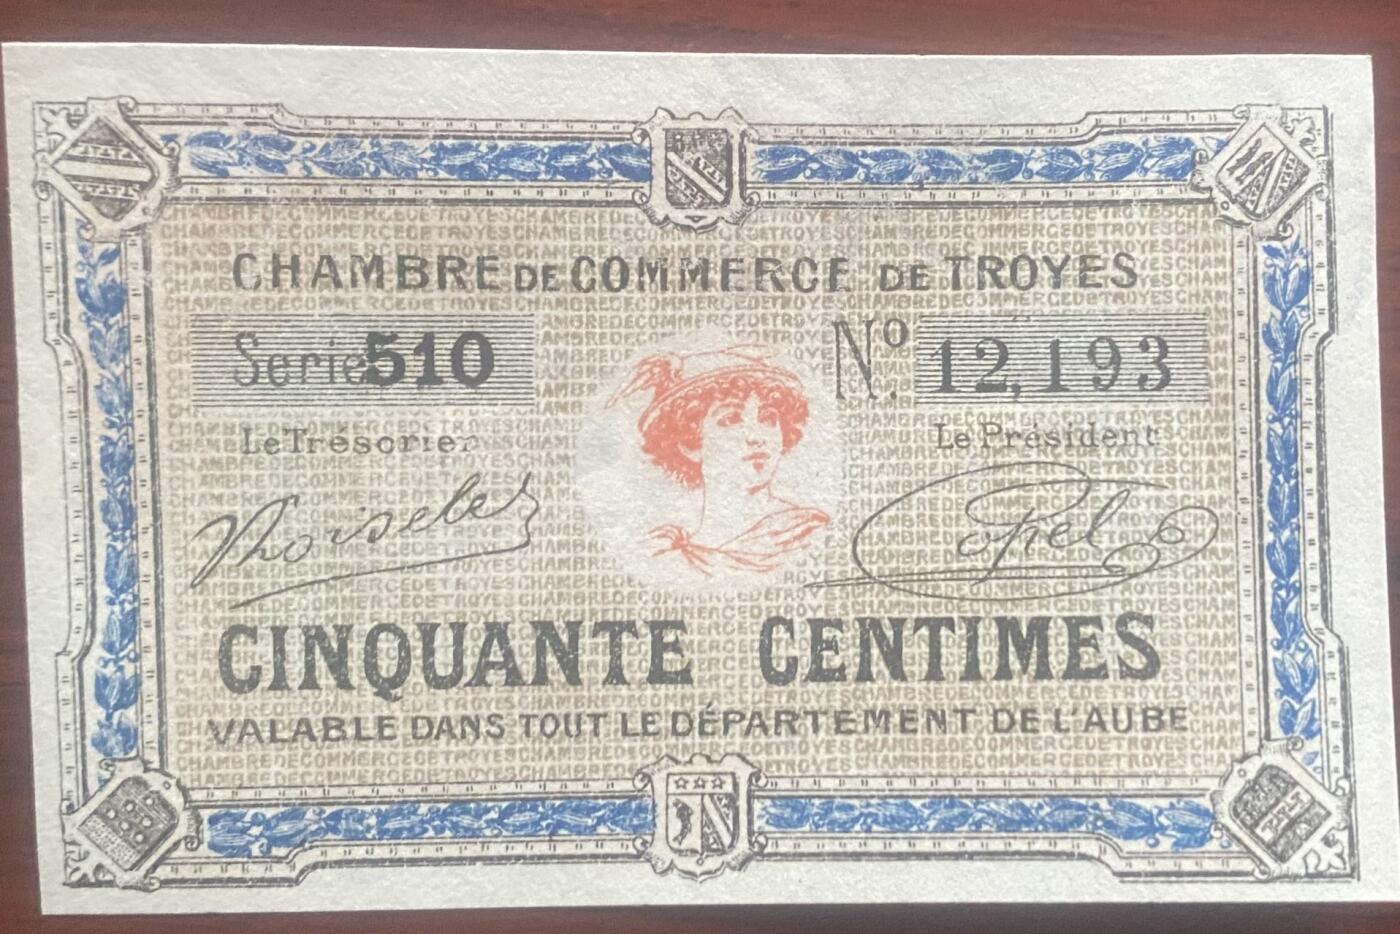 CHAMBRE DE COMMERCE DE TROYES
Serie 510
Nº. 12,193
Le Trésorier
Le Président
CINQUANTE CENTIMES
VALABLE DANS TOUT LE DÉPARTEMENT DE L'AUBE